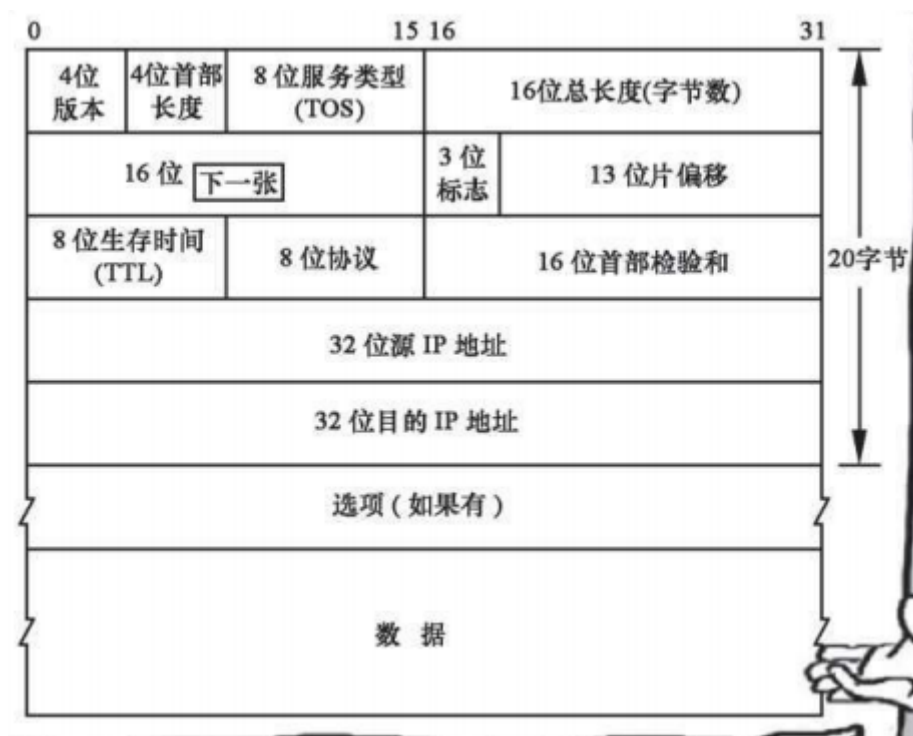 0 15 16 31
4位版本
4位首部长度
8 位服务类型
(TOS)
16位总长度(字节数)
16 位 下一张
3 位标志
13 位片偏移
8 位生存时间
(TTL)
8 位协议
16 位首部检验和
20字节
32 位源 IP 地址
32 位目的 IP 地址
选项 ( 如果有 )
数 据